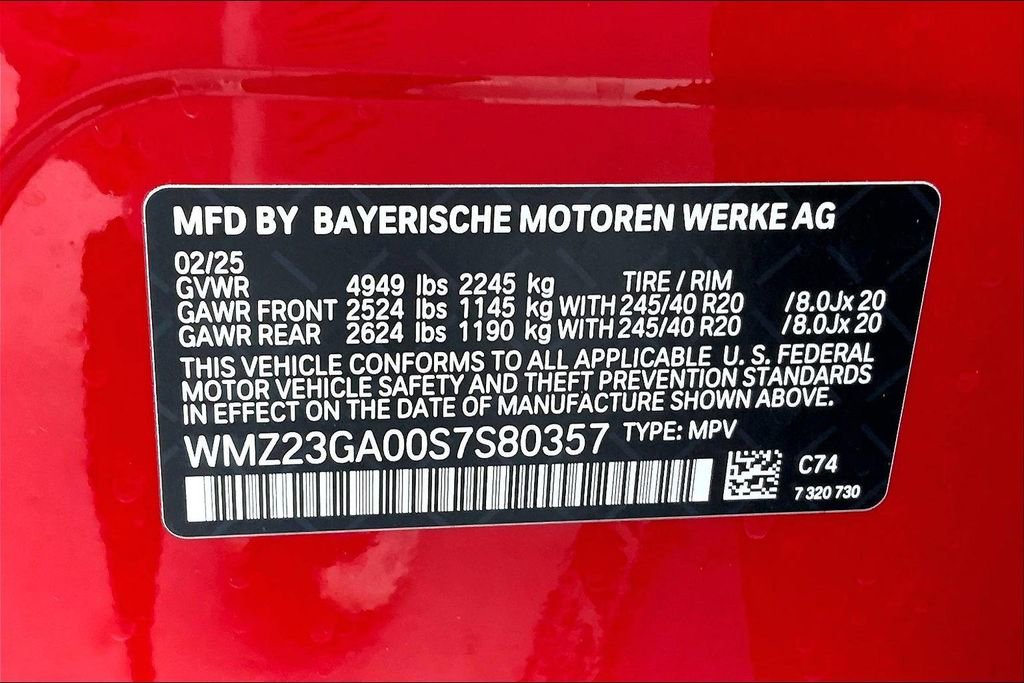 MFD BY BAYERISCHE MOTOREN WERKE AG
02/25
GVWR 4949 lbs 2245 kg TIRE / RIM
GAWR FRONT 2524 lbs 1145 kg WITH 245/40 R20 /8.0Jx 20
GAWR REAR 2624 lbs 1190 kg WITH 245/40 R20 /8.0Jx 20
THIS VEHICLE CONFORMS TO ALL APPLICABLE U. S. FEDERAL
MOTOR VEHICLE SAFETY AND THEFT PREVENTION STANDARDS
IN EFFECT ON THE DATE OF MANUFACTURE SHOWN ABOVE.
WMZ23GA00S7S80357 TYPE: MPV
C74
7 320 730